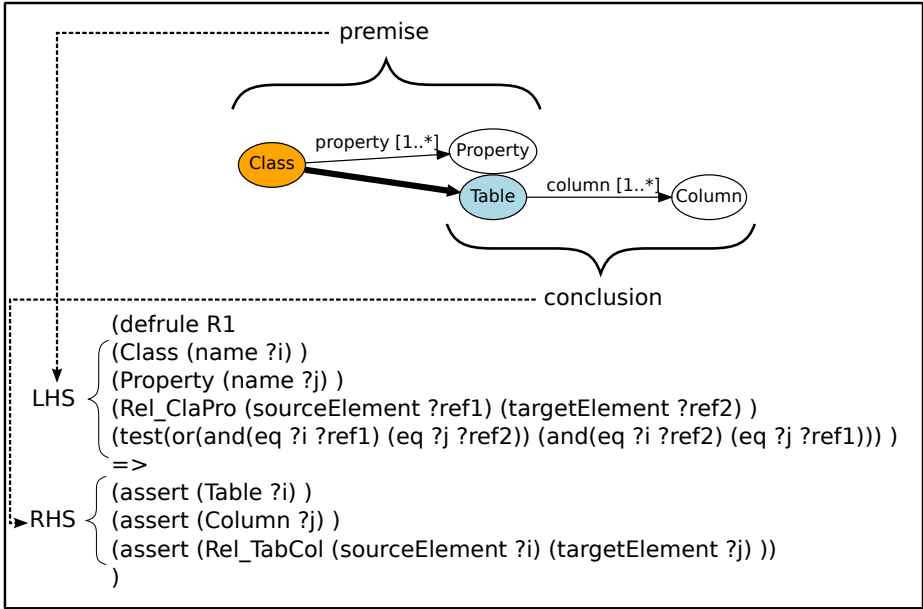 premise
property [1..*]
Class
Property
Table
column [1..*]
Column
conclusion
(defrule R1
(Class (name ?i) )
(Property (name ?j) )
LHS
(Rel_ClaPro (sourceElement ?ref1) (targetElement ?ref2) )
(test(or(and(eq ?i ?ref1) (eq ?j ?ref2)) (and(eq ?i ?ref2) (eq ?j ?ref1))) )
=>
(assert (Table ?i) )
RHS
(assert (Column ?j) )
(assert (Rel_TabCol (sourceElement ?i) (targetElement ?j) ))
)